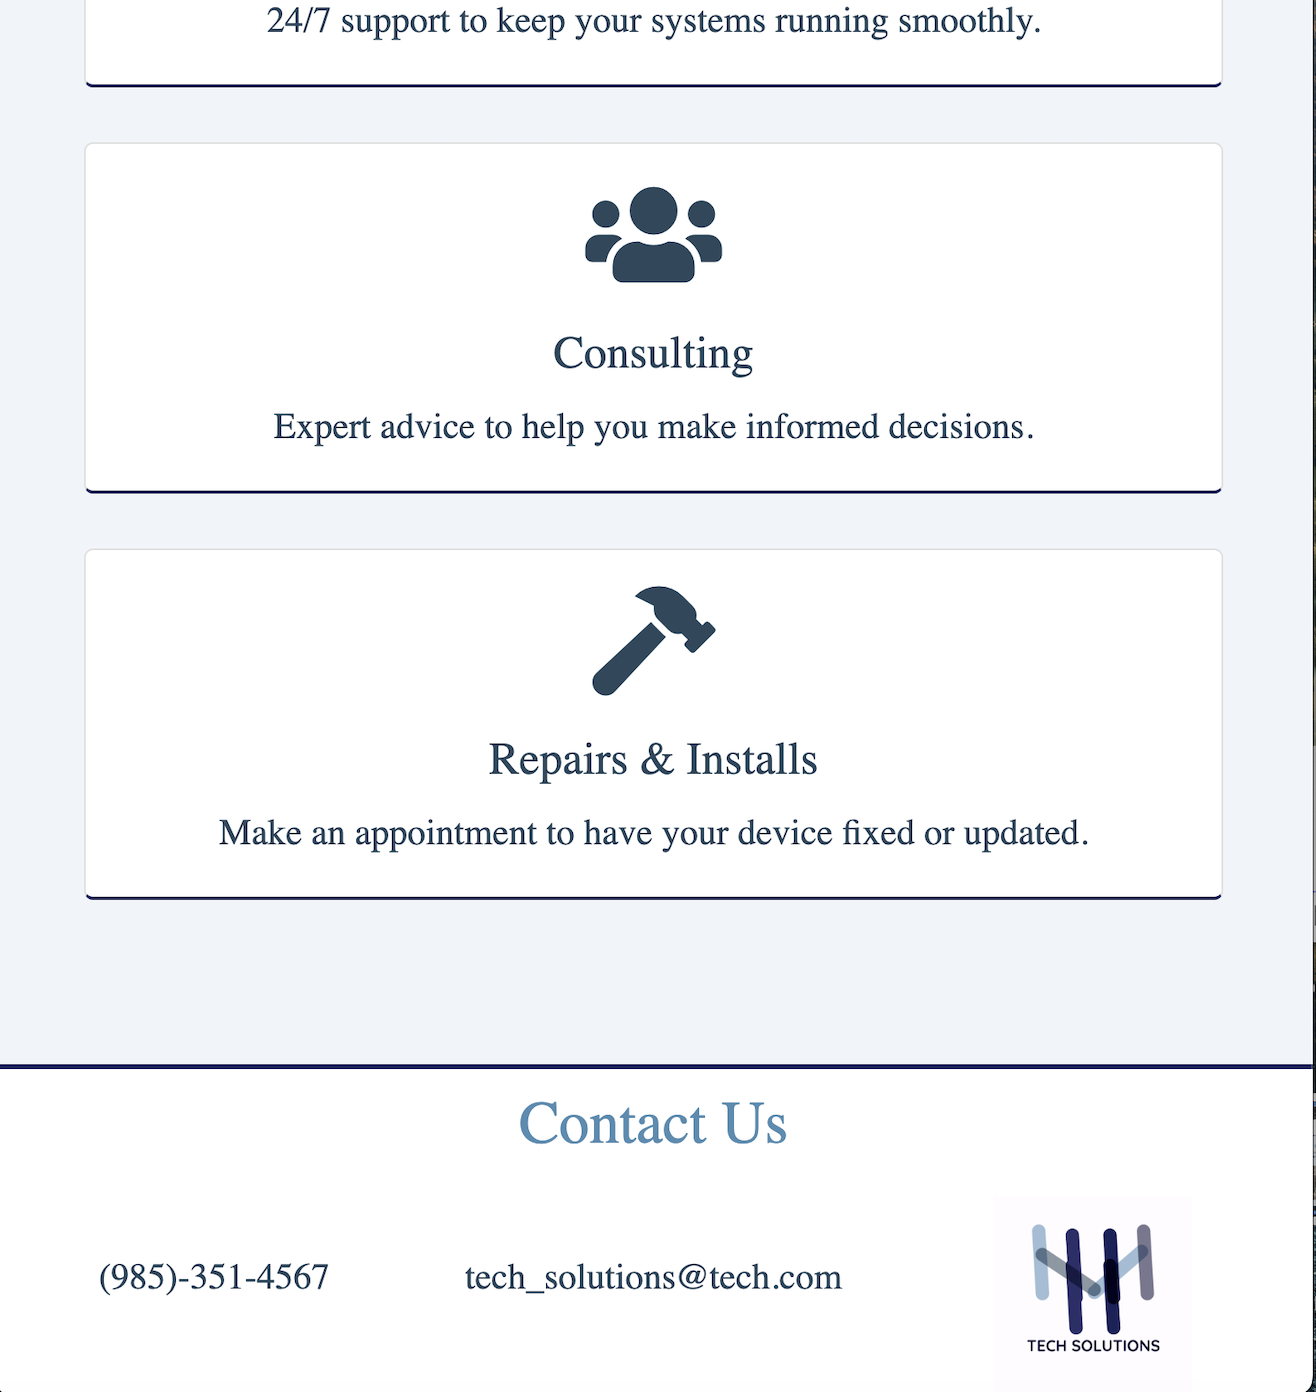 24/7 support to keep your systems running smoothly.
Consulting
Expert advice to help you make informed decisions.
Repairs & Installs
Make an appointment to have your device fixed or updated.
Contact Us
(985)-351-4567
tech_solutions@tech.com
TECH SOLUTIONS